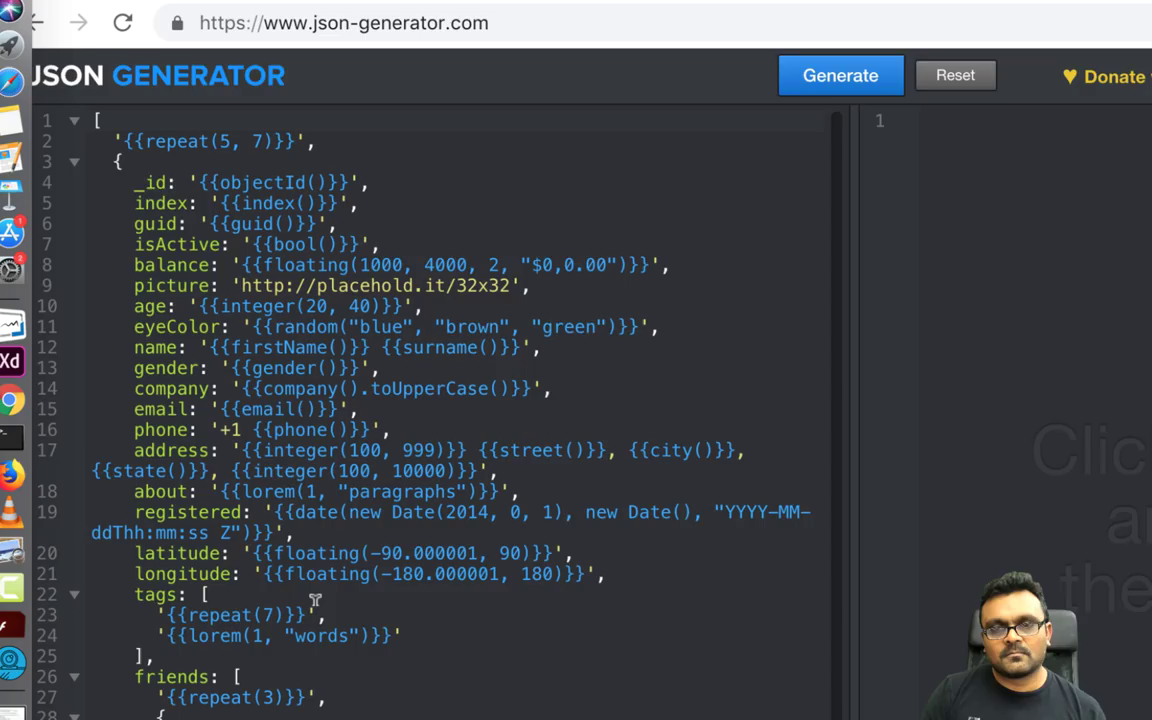 https://www.json-generator.com
JSON GENERATOR
Generate
Reset
♥ Donate
1 [
2 '{{repeat(5, 7)}}',
3 {
4 _id: '{{objectId()}}',
5 index: '{{index()}}',
6 guid: '{{guid()}}',
7 isActive: '{{bool()}}',
8 balance: '{{floating(1000, 4000, 2, "$0,0.00")}}',
9 picture: 'http://placehold.it/32x32',
10 age: '{{integer(20, 40)}}',
11 eyeColor: '{{random("blue", "brown", "green")}}',
12 name: '{{firstName()}} {{surname()}}',
13 gender: '{{gender()}}',
14 company: '{{company().toUpperCase()}}',
15 email: '{{email()}}',
16 phone: '+1 {{phone()}}',
17 address: '{{integer(100, 999)}} {{street()}}, {{city()}},
{{state()}}, {{integer(100, 10000)}}',
18 about: '{{lorem(1, "paragraphs")}}',
19 registered: '{{date(new Date(2014, 0, 1), new Date(), "YYYY-MM-
ddThh:mm:ss Z")}}',
20 latitude: '{{floating(-90.000001, 90)}}',
21 longitude: '{{floating(-180.000001, 180)}}',
22 tags: [
23 '{{repeat(7)}}',
24 '{{lorem(1, "words")}}'
25 ],
26 friends: [
27 '{{repeat(3)}}',
28 {
1
Clic
a
the
Xd
1
2